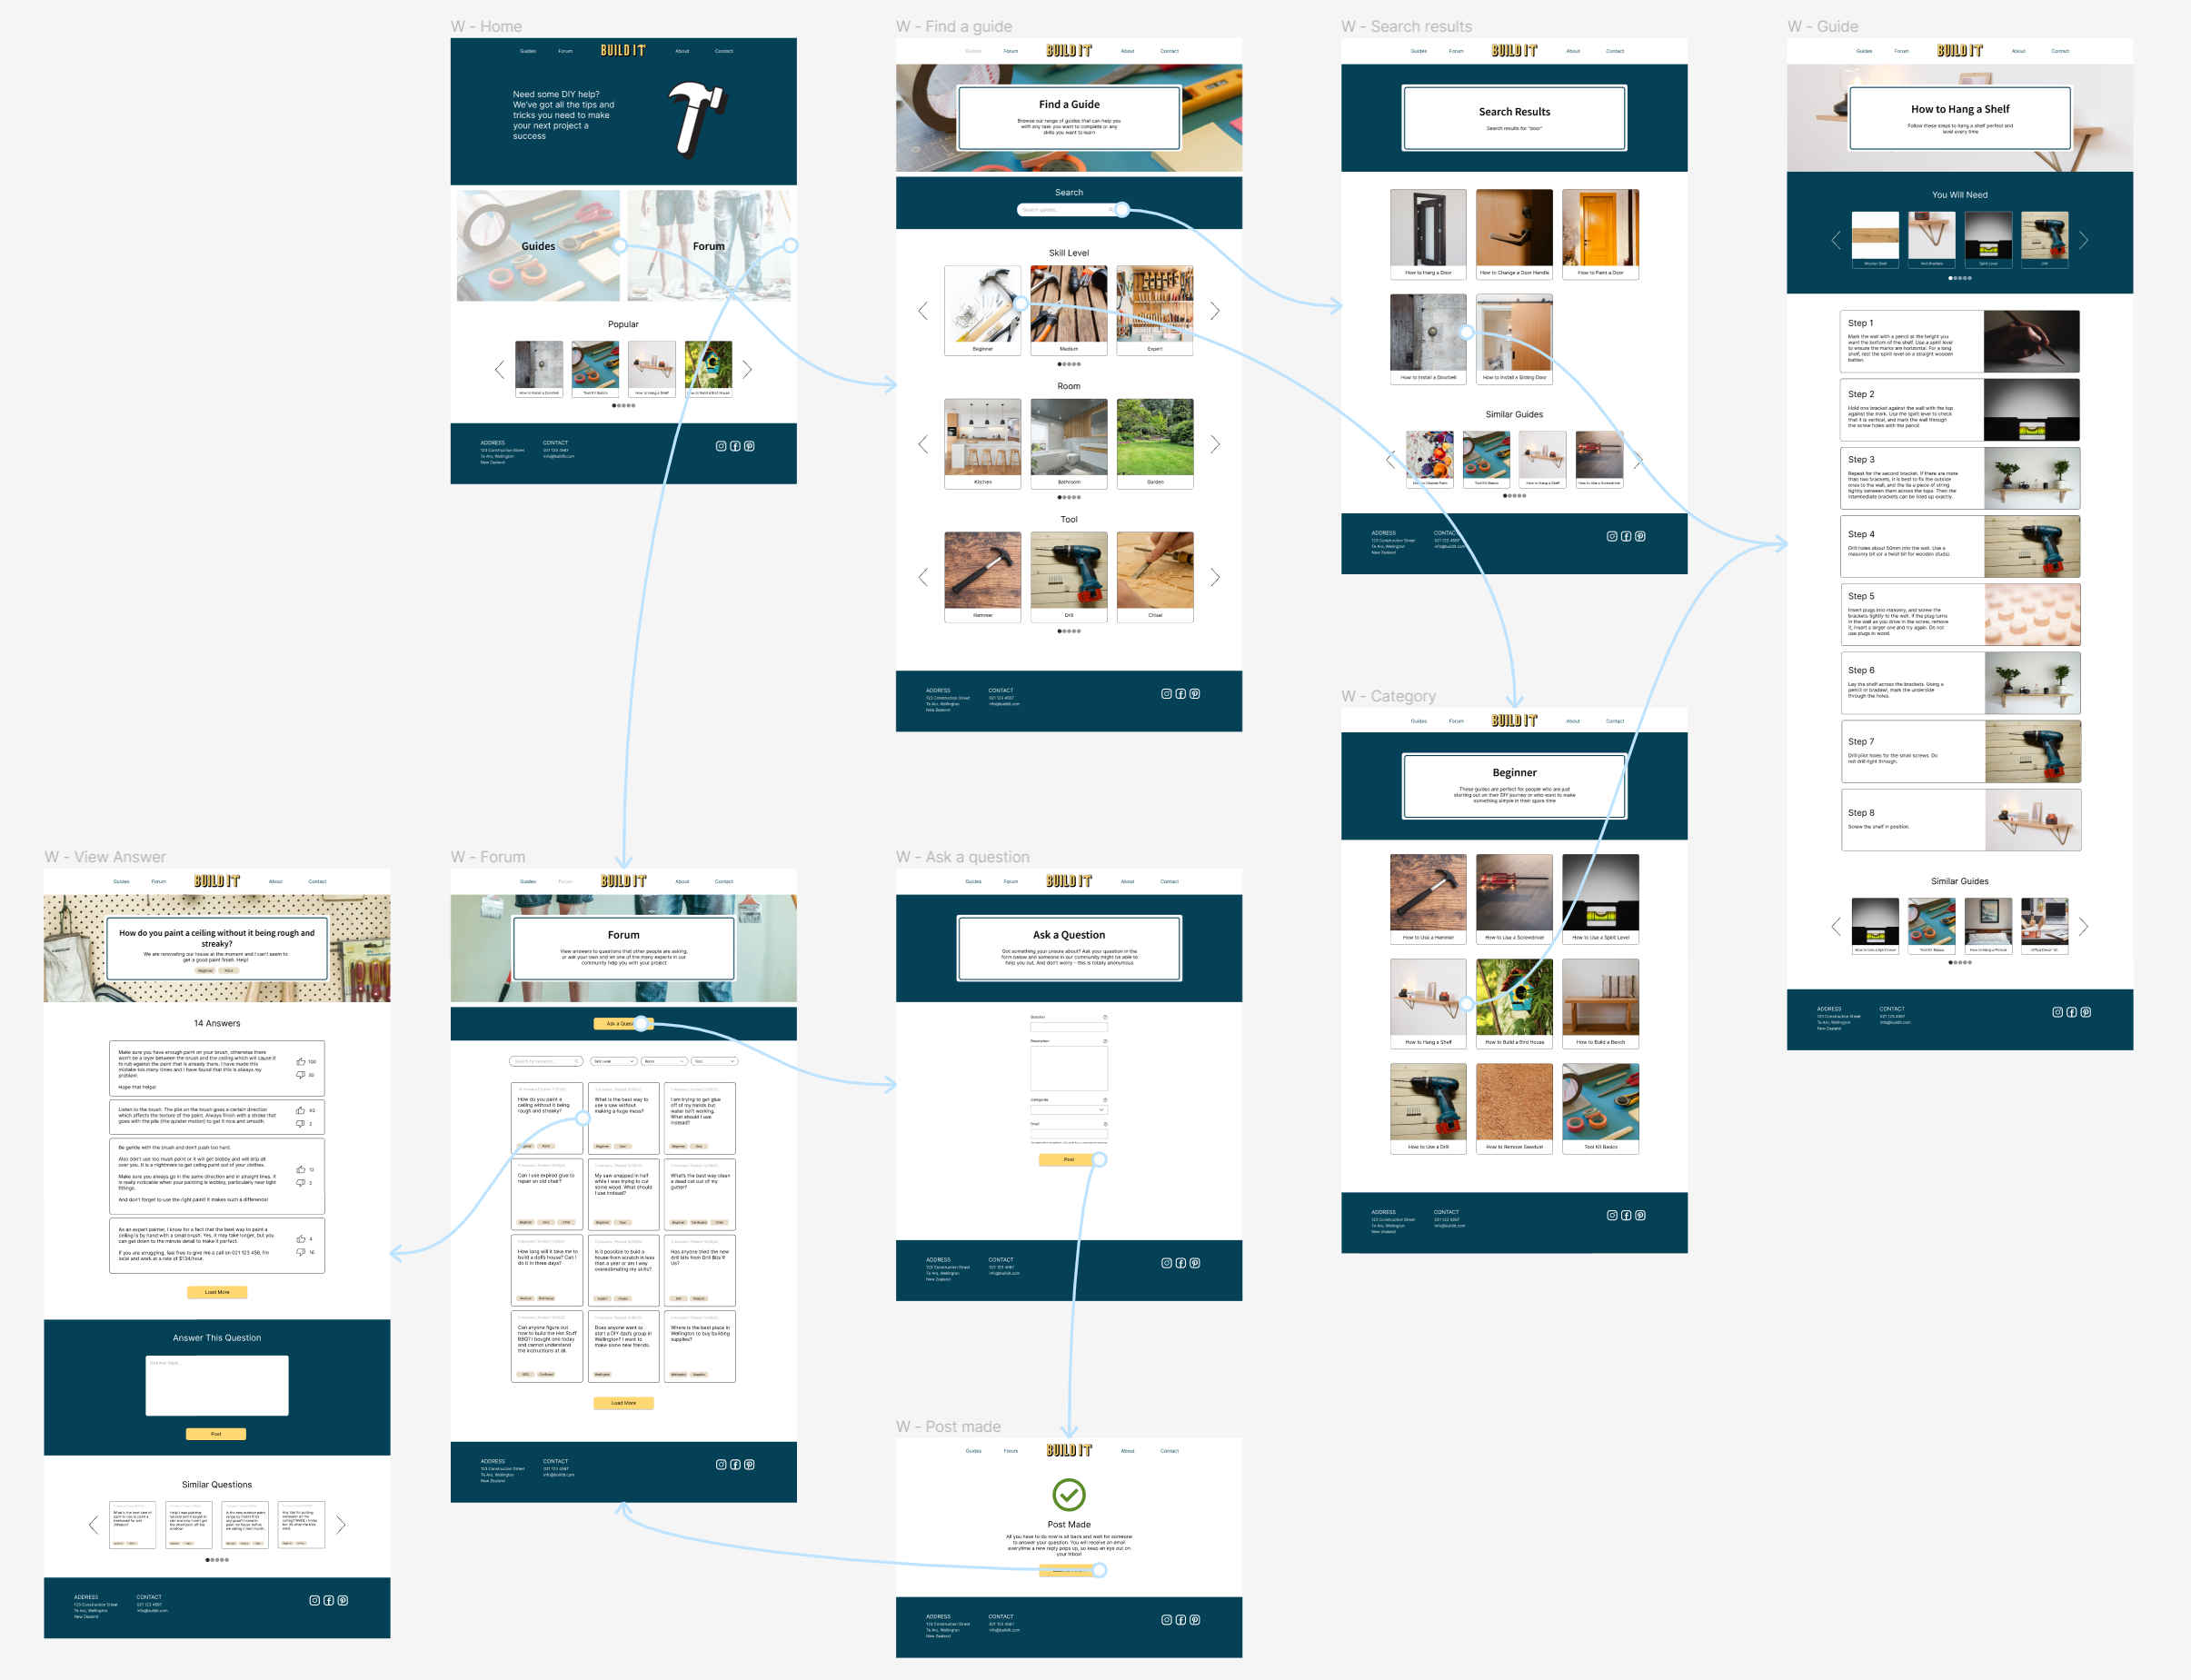 W - Home
Guides
Forum
BUILD IT
About
Contact
Need some DIY help?
We've got all the tips and
tricks you need to make
your next project a
success
Guides
Forum
Popular
How to Install a Doorbell
Tool Kit Basics
How to Hang a Shelf
How to Build a Bird House
ADDRESS
123 Construction Street
Te Aro, Wellington
New Zealand
CONTACT
021 123 4567
info@buildit.com
W - Find a guide
Guides
Forum
BUILD IT
About
Contact
Find a Guide
Browse our range of guides that can help you
with any task you want to complete or any
skills you want to learn
Search
Search guides...
Skill Level
Beginner
Medium
Expert
Room
Kitchen
Bathroom
Garden
Tool
Hammer
Drill
Chisel
ADDRESS
123 Construction Street
Te Aro, Wellington
New Zealand
CONTACT
021 123 4567
info@buildit.com
W - Search results
Guides
Forum
BUILD IT
About
Contact
Search Results
Search results for "door"
How to Hang a Door
How to Change a Door Handle
How to Paint a Door
How to Install a Doorbell
How to Install a Sliding Door
Similar Guides
How to Choose Paint
Tool Kit Basics
How to Hang a Shelf
How to Use a Screwdriver
ADDRESS
123 Construction Street
Te Aro, Wellington
New Zealand
CONTACT
021 123 4567
info@buildit.com
W - Guide
Guides
Forum
BUILD IT
About
Contact
How to Hang a Shelf
Follow these steps to hang a shelf perfect and
level every time
You Will Need
Wooden Shelf
Spirit Level
Drill
Step 1
Mark the wall with a pencil at the height you
want the bottom of the shelf. Use a spirit level
to ensure the marks are horizontal. For a long
shelf, rest the spirit level on a straight wooden
batten.
Step 2
Hold one bracket against the wall with the top
against the mark. Use the spirit level to check
that it is vertical, and mark the wall through
the screw holes with the pencil
Step 3
Repeat for the second bracket. If there are more
than two brackets, it is best to fix the outside
ones to the wall, and the tie a piece of string
tightly between them across the tops. Then the
intermediate brackets can be lined up exactly.
Step 4
Drill holes about 50mm into the wall. Use a
masonry bit (or a twist bit for wooden studs).
Step 5
Insert plugs into masonry, and screw the
brackets tightly to the wall. If the plug turns
in the wall as you drive in the screw, remove
it, insert a larger one and try again. Do not
use plugs in wood.
Step 6
Lay the shelf across the brackets. Using a
pencil or bradawl, mark the underside
through the holes.
Step 7
Drill pilot holes for the small screws. Do
not drill right through.
Step 8
Screw the shelf in position.
Similar Guides
How to Use a Spirit Level
Tool Kit Basics
How to Hang a Picture
ADDRESS
123 Construction Street
Te Aro, Wellington
New Zealand
CONTACT
021 123 4567
info@buildit.com
W - Category
Guides
Forum
BUILD IT
About
Contact
Beginner
These guides are perfect for people who are just
starting out on their DIY journey or who want to make
something simple in their spare time
How to Use a Hammer
How to Use a Screwdriver
How to Use a Spirit Level
How to Hang a Shelf
How to Build a Bird House
How to Build a Bench
How to Use a Drill
How to Remove Sawdust
Tool Kit Basics
ADDRESS
123 Construction Street
Te Aro, Wellington
New Zealand
CONTACT
021 123 4567
info@buildit.com
W - View Answer
Guides
Forum
BUILD IT
About
Contact
How do you paint a ceiling without it being rough and
streaky?
We are renovating our house at the moment and I can't seem to
get a good paint finish. Help!
Beginner
Paint
14 Answers
Make sure you have enough paint on your brush, otherwise there
won't be a layer between the brush and the ceiling which will cause it
to rub against the paint that is already there. I have made this
mistake too many times and I have found that this is always my
problem.
Hope that helps!
100
30
Listen to the brush. The pile on the brush goes a certain direction
which affects the texture of the paint. Always finish with a stroke that
goes with the pile (the quieter motion) to get it nice and smooth.
2
Be gentle with the brush and don't push too hard.
Also don't use too mush paint or it will get blobby and will drip all
over you. It is a nightmare to get ceiling paint out of your clothes.
Make sure you always go in the same direction and in straight lines. It
is really noticable when your painting is wobbly, particularly near light
fittings.
And don't forget to use the right paint! It makes such a difference!
12
2
As an expert painter, I know for a fact that the best way to paint a
ceiling is by hand with a small brush. Yes, it may take longer, but you
can get down to the minute detail to make it perfect.
If you are struggling, feel free to give me a call on 021 123 456, I'm
local and work at a rate of $134/hour.
4
16
Load More
Answer This Question
Answer here...
Post
Similar Questions
ADDRESS
123 Construction Street
Te Aro, Wellington
New Zealand
CONTACT
021 123 4567
info@buildit.com
W - Forum
Guides
Forum
BUILD IT
About
Contact
Forum
View answers to questions that other people are asking,
or ask your own and let one of the many experts in our
community help you with your project
Ask a
Search by keyword...
Skill Level
Room
Tool
How do you paint a
ceiling without it being
rough and streaky?
Paint
What is the best way to
use a saw without
making a huge mess?
Beginner
Saw
I am trying to get glue
off of my hands but
water isn't working.
What should I use
instead?
Beginner
Glue
Can I use expired glue to
repair an old chair?
Beginner
Glue
Chair
My saw snapped in half
while I was trying to cut
some wood. What should
I use instead?
Beginner
Saw
What's the best way clean
a dead cat out of my
gutter?
Beginner
Outdoors
How long will it take me to
build a dolls house? Can I
do it in three days?
Is it possible to build a
house from scratch in less
than a year or am I way
overestimating my skills?
Expert
House
Has anyone tried the new
drill bits from Drill Bits R
Us?
Drill
Can anyone figure out
how to build the Hot Stuff
BBQ? I bought one today
and cannot understand
the instructions at all.
BBQ
Does anyone want to
start a DIY dads group in
Wellington? I want to
make some new friends.
Wellington
Where is the best place in
Wellington to buy building
supplies?
Wellington
Supplies
Load More
ADDRESS
123 Construction Street
Te Aro, Wellington
New Zealand
CONTACT
021 123 4567
info@buildit.com
W - Ask a question
Guides
Forum
BUILD IT
About
Contact
Ask a Question
Got something your unsure about? Ask your question in the
form below and someone in our community might be able to
help you out. And don't worry - this is totally anonymous
Question
Description
Categories
Email
Post
ADDRESS
123 Construction Street
Te Aro, Wellington
New Zealand
CONTACT
021 123 4567
info@buildit.com
W - Post made
Guides
Forum
BUILD IT
About
Contact
Post Made
All you have to do now is sit back and wait for someone
to answer your question. You will receive an email
everytime a new reply pops up, so keep an eye out on
your inbox!
ADDRESS
123 Construction Street
Te Aro, Wellington
New Zealand
CONTACT
021 123 4567
info@buildit.com